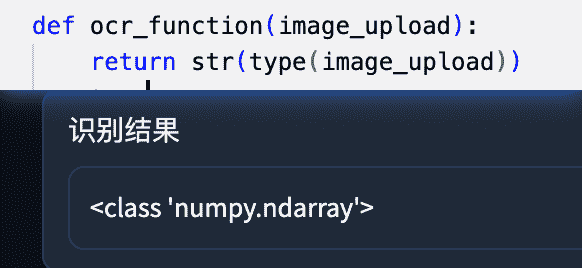 def ocr_function(image_upload):
    return str(type(image_upload))
识别结果
<class 'numpy.ndarray'>